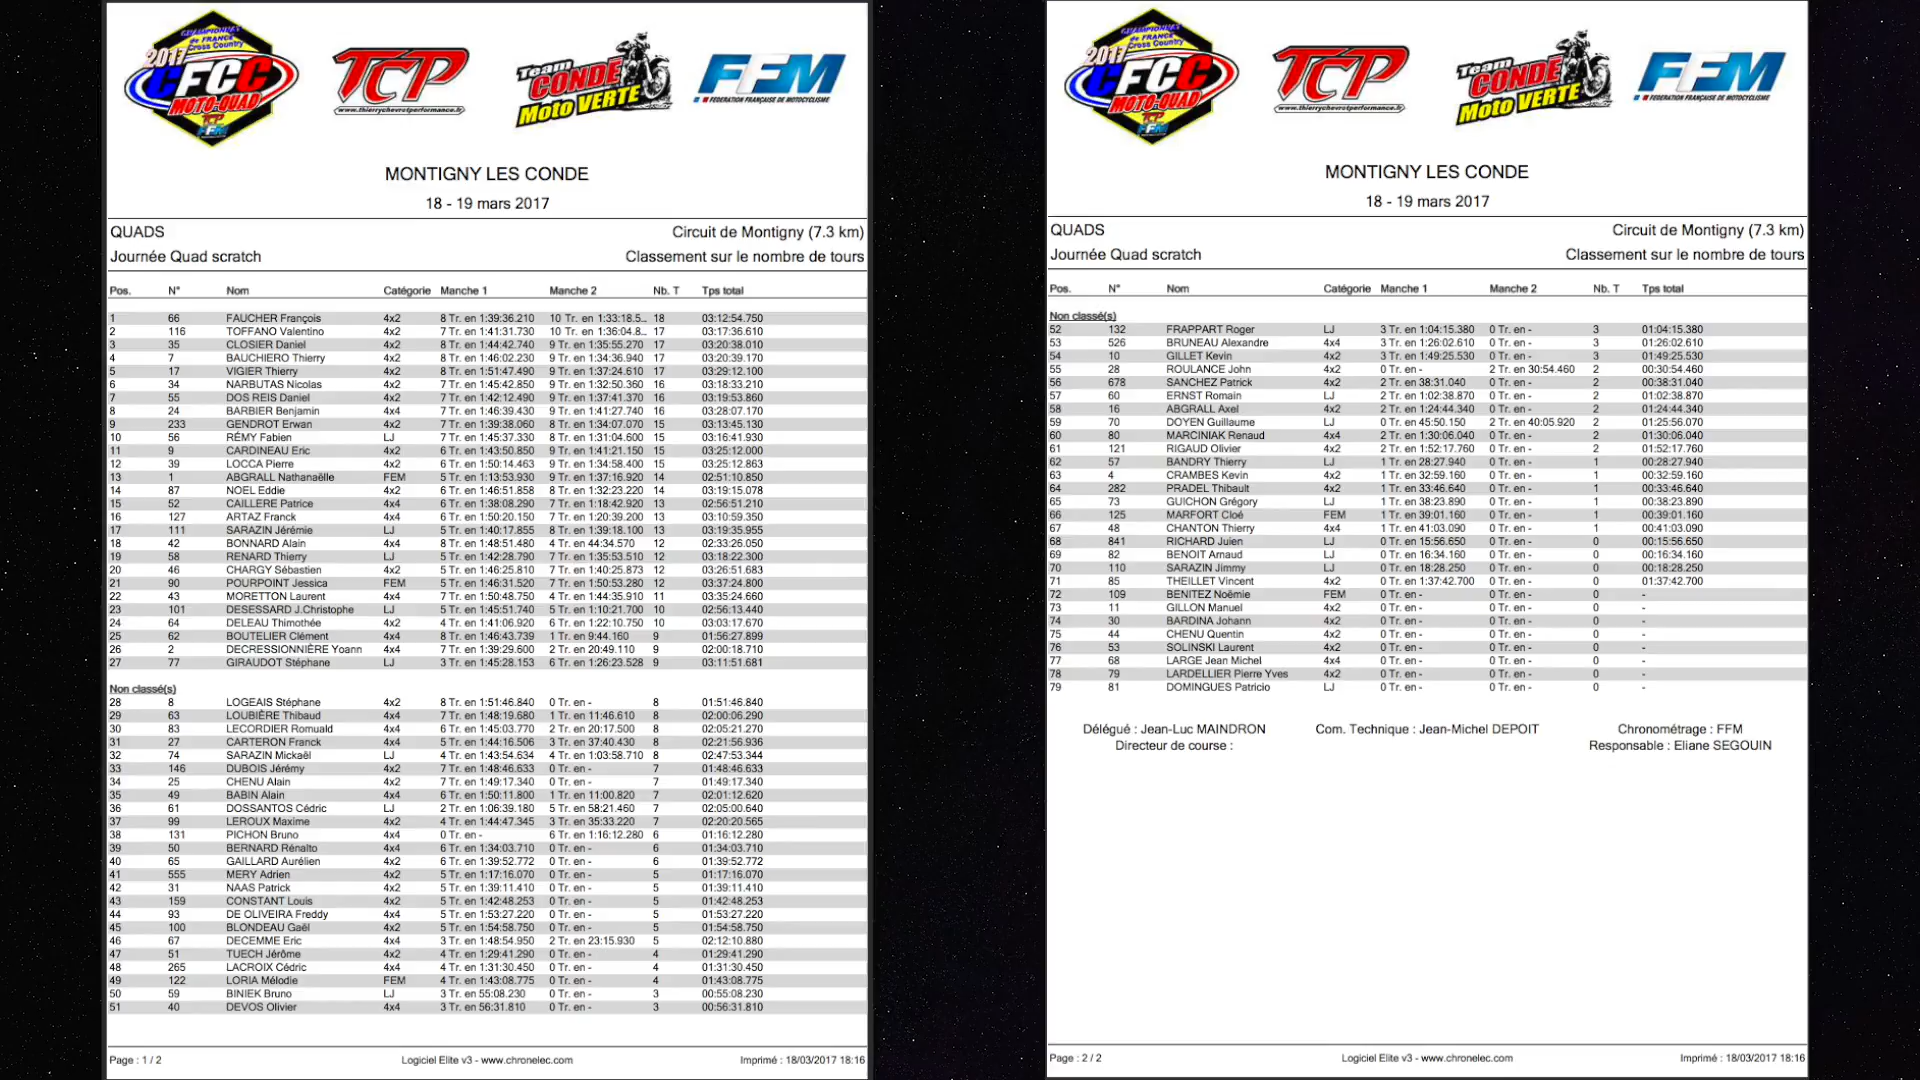 CHAMPIONNAT
de FRANCE
Cross Country
2017
CFCC
MOTO-QUAD
TCP
FFM
TCP
www.thierrychevrotperformance.fr
Team
CONDÉ
Moto VERTE
FFM
FEDERATION FRANÇAISE DE MOTOCYCLISME
MONTIGNY LES CONDE
18 - 19 mars 2017
QUADS Circuit de Montigny (7.3 km)
Journée Quad scratch Classement sur le nombre de tours
Pos. N° Nom Catégorie Manche 1 Manche 2 Nb. T Tps total
1 66 FAUCHER François 4x2 8 Tr. en 1:39:36.210 10 Tr. en 1:33:18.5... 18 03:12:54.750
2 116 TOFFANO Valentino 4x2 8 Tr. en 1:41:31.730 10 Tr. en 1:36:04.8... 17 03:17:36.610
3 35 CLOSIER Daniel 4x2 8 Tr. en 1:44:42.740 9 Tr. en 1:35:55.270 17 03:20:38.010
4 7 BAUCHIERO Thierry 4x2 8 Tr. en 1:46:02.230 9 Tr. en 1:34:36.940 17 03:20:39.170
5 17 VIGIER Thierry 4x2 8 Tr. en 1:51:47.490 9 Tr. en 1:37:24.610 17 03:29:12.100
6 34 NARBUTAS Nicolas 4x2 7 Tr. en 1:45:42.850 9 Tr. en 1:32:50.360 16 03:18:33.210
7 55 DOS REIS Daniel 4x2 7 Tr. en 1:42:12.490 9 Tr. en 1:37:41.370 16 03:19:53.860
8 24 BARBIER Benjamin 4x4 7 Tr. en 1:46:39.430 9 Tr. en 1:41:27.740 16 03:28:07.170
9 233 GENDROT Erwan 4x2 7 Tr. en 1:39:38.060 8 Tr. en 1:34:07.070 15 03:13:45.130
10 56 RÉMY Fabien LJ 7 Tr. en 1:45:37.330 8 Tr. en 1:31:04.600 15 03:16:41.930
11 9 CARDINEAU Eric 4x2 6 Tr. en 1:43:50.850 9 Tr. en 1:41:21.150 15 03:25:12.000
12 39 LOCCA Pierre 4x2 6 Tr. en 1:50:14.463 9 Tr. en 1:34:58.400 15 03:25:12.863
13 1 ABGRALL Nathanaëlle FEM 5 Tr. en 1:13:53.930 9 Tr. en 1:37:16.920 14 02:51:10.850
14 87 NOEL Eddie 4x2 6 Tr. en 1:46:51.858 8 Tr. en 1:32:23.220 14 03:19:15.078
15 52 CAILLERE Patrice 4x4 6 Tr. en 1:38:08.290 7 Tr. en 1:18:42.920 13 02:56:51.210
16 127 ARTAZ Franck 4x4 6 Tr. en 1:50:20.150 7 Tr. en 1:20:39.200 13 03:10:59.350
17 111 SARAZIN Jérémie LJ 5 Tr. en 1:40:17.855 8 Tr. en 1:39:18.100 13 03:19:35.955
18 42 BONNARD Alain 4x4 8 Tr. en 1:48:51.480 4 Tr. en 44:34.570 12 02:33:26.050
19 58 RENARD Thierry LJ 5 Tr. en 1:42:28.790 7 Tr. en 1:35:53.510 12 03:18:22.300
20 46 CHARGY Sébastien 4x2 5 Tr. en 1:46:25.810 7 Tr. en 1:40:25.873 12 03:26:51.683
21 90 POURPOINT Jessica FEM 5 Tr. en 1:46:31.520 7 Tr. en 1:50:53.280 12 03:37:24.800
22 43 MORETTON Laurent 4x4 7 Tr. en 1:50:48.750 4 Tr. en 1:44:35.910 11 03:35:24.660
23 101 DESESSARD J.Christophe LJ 5 Tr. en 1:45:51.740 5 Tr. en 1:10:21.700 10 02:56:13.440
24 64 DELEAU Thimothée 4x2 4 Tr. en 1:41:06.920 6 Tr. en 1:22:10.750 10 03:03:17.670
25 62 BOUTELIER Clément 4x4 8 Tr. en 1:46:43.739 1 Tr. en 9:44.160 9 01:56:27.899
26 2 DECRESSIONNIÈRE Yoann 4x4 7 Tr. en 1:39:29.600 2 Tr. en 20:49.110 9 02:00:18.710
27 77 GIRAUDOT Stéphane LJ 3 Tr. en 1:45:28.153 6 Tr. en 1:26:23.528 9 03:11:51.681
Non classé(s)
28 8 LOGEAIS Stéphane 4x2 8 Tr. en 1:51:46.840 0 Tr. en - 8 01:51:46.840
29 63 LOUBIÈRE Thibaud 4x4 7 Tr. en 1:48:19.680 1 Tr. en 11:46.610 8 02:00:06.290
30 83 LECORDIER Romuald 4x4 6 Tr. en 1:45:03.770 2 Tr. en 20:17.500 8 02:05:21.270
31 27 CARTERON Franck 4x4 5 Tr. en 1:44:16.506 3 Tr. en 37:40.430 8 02:21:56.936
32 74 SARAZIN Mickaël LJ 4 Tr. en 1:43:54.634 4 Tr. en 1:03:58.710 8 02:47:53.344
33 146 DUBOIS Jérémy 4x2 7 Tr. en 1:48:46.633 0 Tr. en - 7 01:48:46.633
34 25 CHENU Alain 4x2 7 Tr. en 1:49:17.340 0 Tr. en - 7 01:49:17.340
35 49 BABIN Alain 4x4 6 Tr. en 1:50:11.800 1 Tr. en 11:00.820 7 02:01:12.620
36 61 DOSSANTOS Cédric LJ 2 Tr. en 1:06:39.180 5 Tr. en 58:21.460 7 02:05:00.640
37 99 LEROUX Maxime 4x2 4 Tr. en 1:44:47.345 3 Tr. en 35:33.220 7 02:20:20.565
38 131 PICHON Bruno 4x4 0 Tr. en - 6 Tr. en 1:16:12.280 6 01:16:12.280
39 50 BERNARD Rénalto 4x4 6 Tr. en 1:34:03.710 0 Tr. en - 6 01:34:03.710
40 65 GAILLARD Aurélien 4x2 6 Tr. en 1:39:52.772 0 Tr. en - 6 01:39:52.772
41 555 MERY Adrien 4x2 5 Tr. en 1:17:16.070 0 Tr. en - 5 01:17:16.070
42 31 NAAS Patrick 4x2 5 Tr. en 1:39:11.410 0 Tr. en - 5 01:39:11.410
43 159 CONSTANT Louis 4x2 5 Tr. en 1:42:48.253 0 Tr. en - 5 01:42:48.253
44 93 DE OLIVEIRA Freddy 4x4 5 Tr. en 1:53:27.220 0 Tr. en - 5 01:53:27.220
45 100 BLONDEAU Gaël 4x2 5 Tr. en 1:54:58.750 0 Tr. en - 5 01:54:58.750
46 67 DECEMME Eric 4x4 3 Tr. en 1:48:54.950 2 Tr. en 23:15.930 5 02:12:10.880
47 51 TUECH Jérôme 4x2 4 Tr. en 1:29:41.290 0 Tr. en - 4 01:29:41.290
48 265 LACROIX Cédric 4x4 4 Tr. en 1:31:30.450 0 Tr. en - 4 01:31:30.450
49 122 LORIA Mélodie FEM 4 Tr. en 1:43:08.775 0 Tr. en - 4 01:43:08.775
50 59 BINIEK Bruno LJ 3 Tr. en 55:08.230 0 Tr. en - 3 00:55:08.230
51 40 DEVOS Olivier 4x4 3 Tr. en 56:31.810 0 Tr. en - 3 00:56:31.810
Page : 1 / 2 Logiciel Elite v3 - www.chronelec.com Imprimé : 18/03/2017 18:16
CHAMPIONNAT
de FRANCE
Cross Country
2017
CFCC
MOTO-QUAD
TCP
FFM
TCP
www.thierrychevrotperformance.fr
Team
CONDÉ
Moto VERTE
FFM
FEDERATION FRANÇAISE DE MOTOCYCLISME
MONTIGNY LES CONDE
18 - 19 mars 2017
QUADS Circuit de Montigny (7.3 km)
Journée Quad scratch Classement sur le nombre de tours
Pos. N° Nom Catégorie Manche 1 Manche 2 Nb. T Tps total
Non classé(s)
52 132 FRAPPART Roger LJ 3 Tr. en 1:04:15.380 0 Tr. en - 3 01:04:15.380
53 526 BRUNEAU Alexandre 4x4 3 Tr. en 1:26:02.610 0 Tr. en - 3 01:26:02.610
54 10 GILLET Kevin 4x2 3 Tr. en 1:49:25.530 0 Tr. en - 3 01:49:25.530
55 28 ROULANCE John 4x2 0 Tr. en - 2 Tr. en 30:54.460 2 00:30:54.460
56 678 SANCHEZ Patrick 4x2 2 Tr. en 38:31.040 0 Tr. en - 2 00:38:31.040
57 60 ERNST Romain LJ 2 Tr. en 1:02:38.870 0 Tr. en - 2 01:02:38.870
58 16 ABGRALL Axel 4x2 2 Tr. en 1:24:44.340 0 Tr. en - 2 01:24:44.340
59 70 DOYEN Guillaume LJ 0 Tr. en 45:50.150 2 Tr. en 40:05.920 2 01:25:56.070
60 80 MARCINIAK Renaud 4x4 2 Tr. en 1:30:06.040 0 Tr. en - 2 01:30:06.040
61 121 RIGAUD Olivier 4x2 2 Tr. en 1:52:17.760 0 Tr. en - 2 01:52:17.760
62 57 BANDRY Thierry LJ 1 Tr. en 28:27.940 0 Tr. en - 1 00:28:27.940
63 4 CRAMBES Kevin 4x2 1 Tr. en 32:59.160 0 Tr. en - 1 00:32:59.160
64 282 PRADEL Thibault 4x2 1 Tr. en 33:46.640 0 Tr. en - 1 00:33:46.640
65 73 GUICHON Grégory LJ 1 Tr. en 38:23.890 0 Tr. en - 1 00:38:23.890
66 125 MARFORT Cloé FEM 1 Tr. en 39:01.160 0 Tr. en - 1 00:39:01.160
67 48 CHANTON Thierry 4x4 1 Tr. en 41:03.090 0 Tr. en - 1 00:41:03.090
68 841 RICHARD Juien LJ 0 Tr. en 15:56.650 0 Tr. en - 0 00:15:56.650
69 82 BENOIT Arnaud LJ 0 Tr. en 16:34.160 0 Tr. en - 0 00:16:34.160
70 110 SARAZIN Jimmy LJ 0 Tr. en 18:28.250 0 Tr. en - 0 00:18:28.250
71 85 THEILLET Vincent 4x2 0 Tr. en 1:37:42.700 0 Tr. en - 0 01:37:42.700
72 109 BENITEZ Noëmie FEM 0 Tr. en - 0 Tr. en - 0 -
73 11 GILLON Manuel 4x2 0 Tr. en - 0 Tr. en - 0 -
74 30 BARDINA Johann 4x2 0 Tr. en - 0 Tr. en - 0 -
75 44 CHENU Quentin 4x2 0 Tr. en - 0 Tr. en - 0 -
76 53 SOLINSKI Laurent 4x2 0 Tr. en - 0 Tr. en - 0 -
77 68 LARGE Jean Michel 4x4 0 Tr. en - 0 Tr. en - 0 -
78 79 LARDELLIER Pierre Yves 4x2 0 Tr. en - 0 Tr. en - 0 -
79 81 DOMINGUES Patricio LJ 0 Tr. en - 0 Tr. en - 0 -
Délégué : Jean-Luc MAINDRON Com. Technique : Jean-Michel DEPOIT Chronométrage : FFM
Directeur de course : Responsable : Eliane SEGOUIN
Page : 2 / 2 Logiciel Elite v3 - www.chronelec.com Imprimé : 18/03/2017 18:16